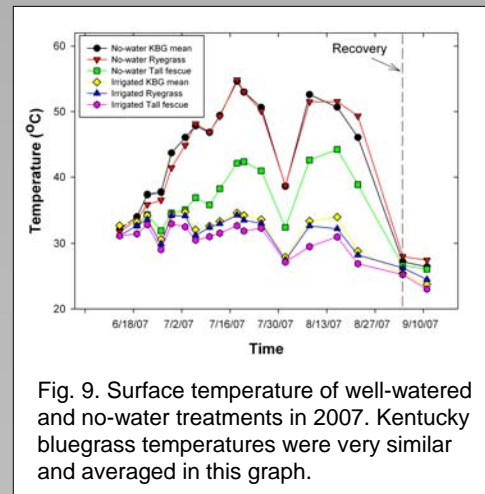 No-water KBG mean
No-water Ryegrass
No-water Tall fescue
Irrigated KBG mean
Irrigated Ryegrass
Irrigated Tall fescue
Recovery
60
50
40
30
20
Temperature (°C)
6/18/07 7/2/07 7/16/07 7/30/07 8/13/07 8/27/07 9/10/07
Time
Fig. 9. Surface temperature of well-watered
and no-water treatments in 2007. Kentucky
bluegrass temperatures were very similar
and averaged in this graph.